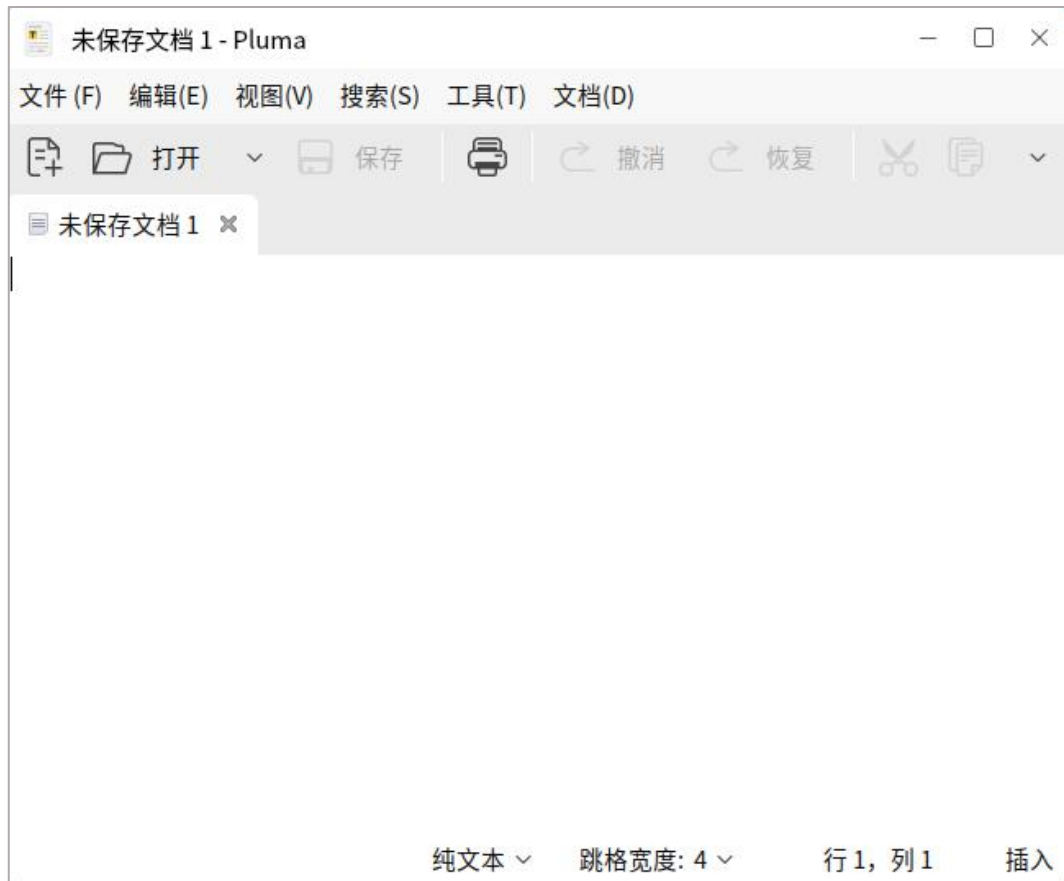 未保存文档 1 - Pluma
文件 (F) 编辑(E) 视图(V) 搜索(S) 工具(T) 文档(D)
打开 保存 撤消 恢复
未保存文档 1
纯文本 跳格宽度: 4 行 1，列 1 插入